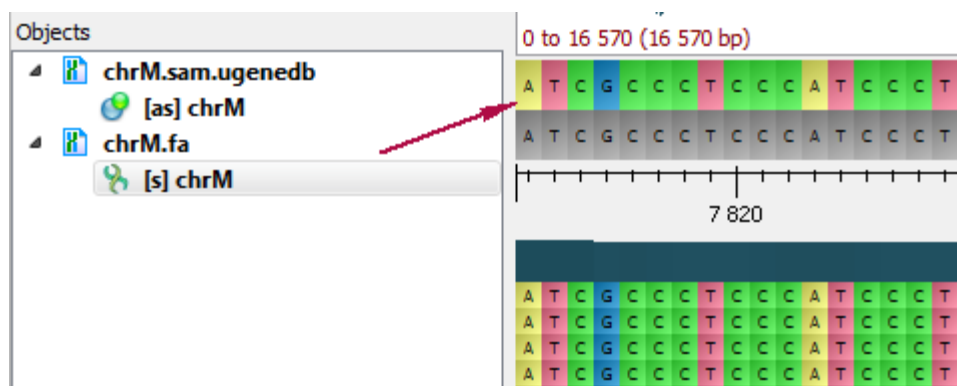 Objects
chrM.sam.ugenedb
[as] chrM
chrM.fa
[s] chrM
0 to 16 570 (16 570 bp)
A T C G C C C T C C C A T C C C T
A T C G C C C T C C C A T C C C T
7 820
A T C G C C C T C C C A T C C C T
A T C G C C C T C C C A T C C C T
A T C G C C C T C C C A T C C C T
A T C G C C C T C C C A T C C C T